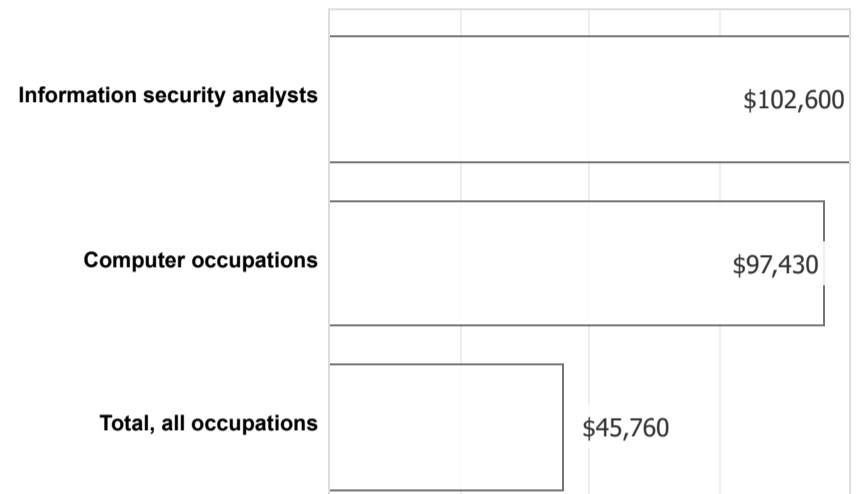 Information security analysts
$102,600
Computer occupations
$97,430
Total, all occupations
$45,760